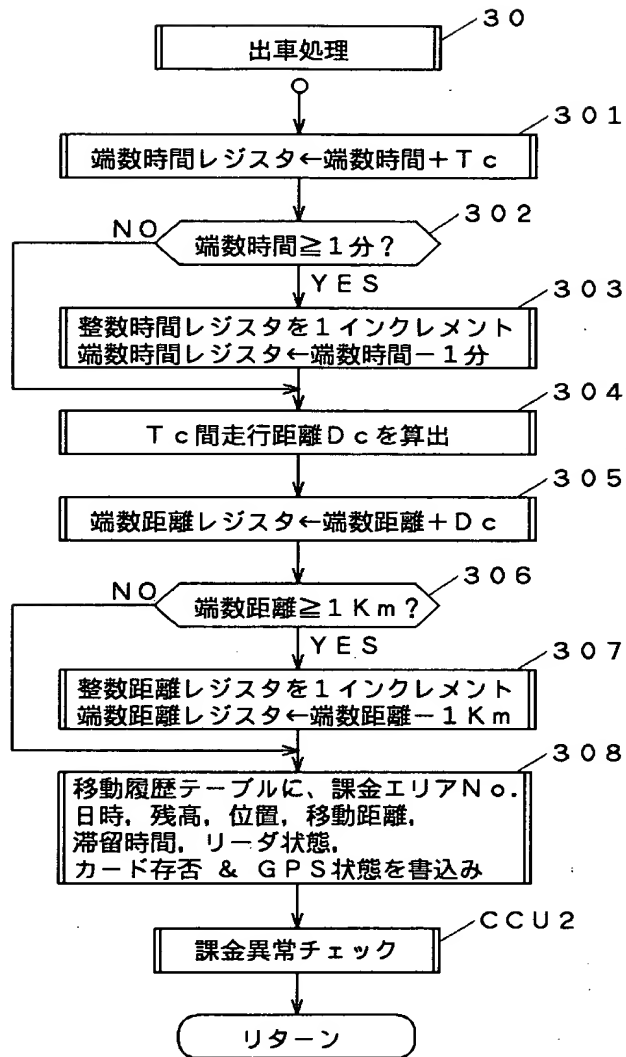 30
出車処理
301
端数時間レジスタ←端数時間+Tc
302
NO
端数時間≧1分?
YES
303
整数時間レジスタを1インクレメント
端数時間レジスタ←端数時間-1分
304
Tc間走行距離Dcを算出
305
端数距離レジスタ←端数距離+Dc
306
NO
端数距離≧1Km?
YES
307
整数距離レジスタを1インクレメント
端数距離レジスタ←端数距離-1Km
308
移動履歴テーブルに、課金エリアNo.
日時, 残高, 位置, 移動距離,
滞留時間, リーダ状態,
カード存否 & GPS状態を書込み
CCU2
課金異常チェック
リターン